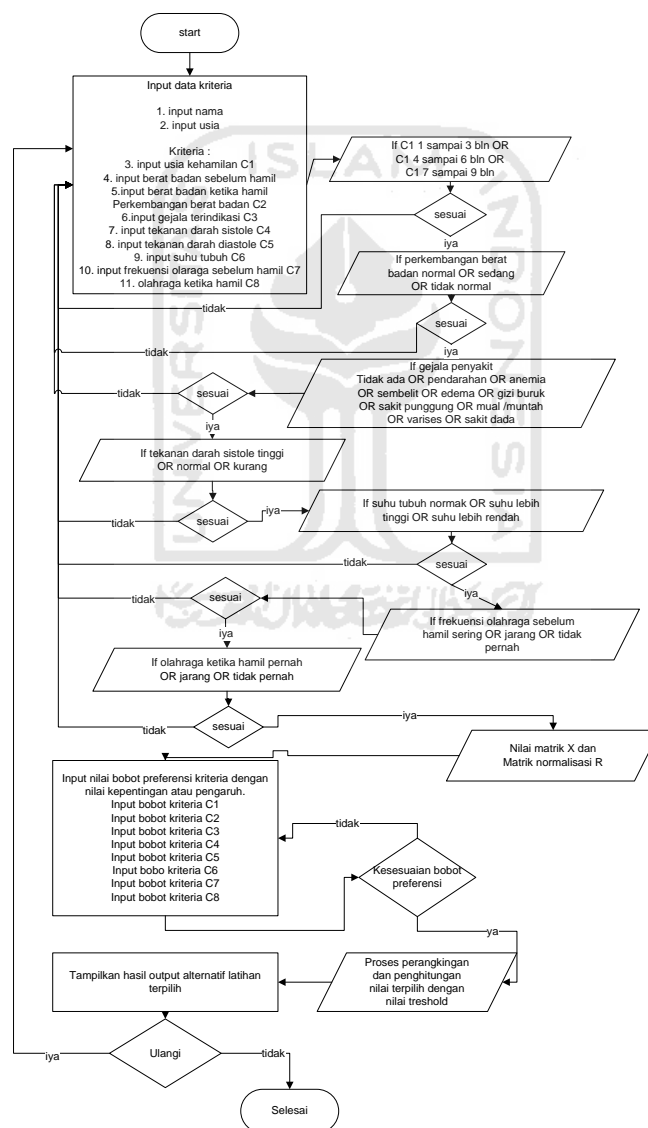 start
Input data kriteria
1. input nama
2. input usia
Kriteria :
3. input usia kehamilan C1
4. input berat badan sebelum hamil
5.input berat badan ketika hamil
Perkembangan berat badan C2
6.input gejala terindikasi C3
7. input tekanan darah sistole C4
8. input tekanan darah diastole C5
9. input suhu tubuh C6
10. input frekuensi olaraga sebelum hamil C7
11. olahraga ketika hamil C8
If C1 1 sampai 3 bln OR
C1 4 sampai 6 bln OR
C1 7 sampai 9 bln
sesuai
iya
tidak
If perkembangan berat
badan normal OR sedang
OR tidak normal
sesuai
iya
tidak
If gejala penyakit
Tidak ada OR pendarahan OR anemia
OR sembelit OR edema OR gizi buruk
OR sakit punggung OR mual /muntah
OR varises OR sakit dada
sesuai
tidak
iya
If tekanan darah sistole tinggi
OR normal OR kurang
sesuai
tidak
iya
If suhu tubuh normak OR suhu lebih
tinggi OR suhu lebih rendah
sesuai
tidak
iya
If frekuensi olahraga sebelum
hamil sering OR jarang OR tidak
pernah
sesuai
tidak
iya
If olahraga ketika hamil pernah
OR jarang OR tidak pernah
sesuai
tidak
iya
Nilai matrik X dan
Matrik normalisasi R
Input nilai bobot preferensi kriteria dengan
nilai kepentingan atau pengaruh.
Input bobot kriteria C1
Input bobot kriteria C2
Input bobot kriteria C3
Input bobot kriteria C4
Input bobot kriteria C5
Input bobo kriteria C6
Input bobot kriteria C7
Input bobot kriteria C8
tidak
Kesesuaian bobot
preferensi
ya
Proses perangkingan
dan penghitungan
nilai terpilih dengan
nilai treshold
Tampilkan hasil output alternatif latihan
terpilih
Ulangi
iya
tidak
Selesai
UNIVERSITAS
ISLAM
INDONESIA